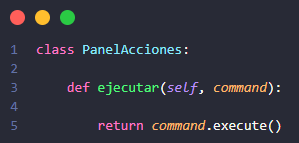 1 class PanelAcciones:
2
3     def ejecutar(self, command):
4
5         return command.execute()